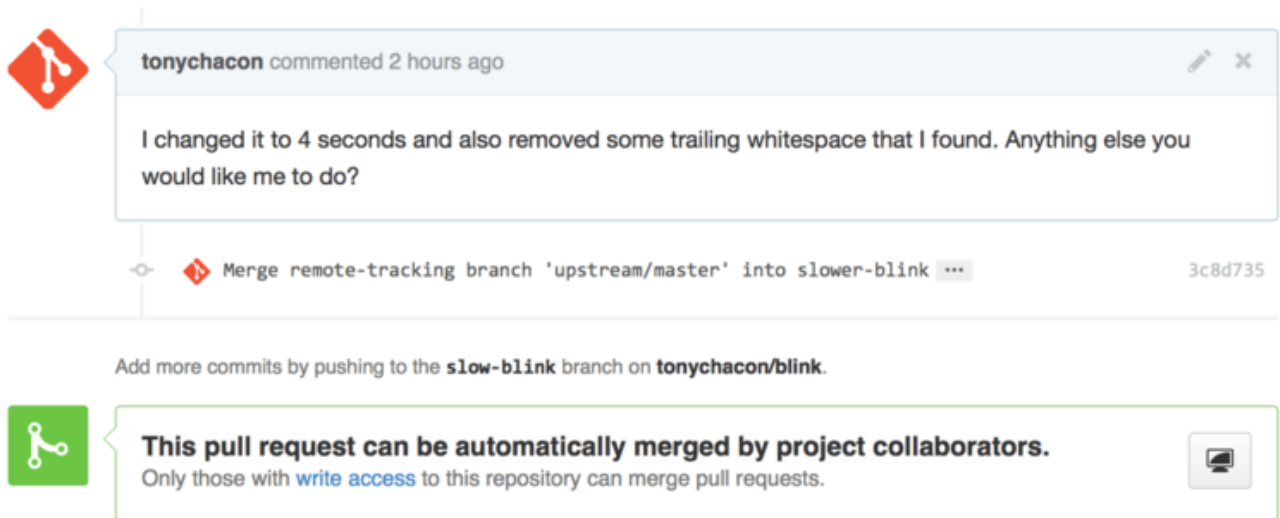 tonychacon commented 2 hours ago
I changed it to 4 seconds and also removed some trailing whitespace that I found. Anything else you
would like me to do?
Merge remote-tracking branch 'upstream/master' into slower-blink ...
3c8d735
Add more commits by pushing to the slow-blink branch on tonychacon/blink.
This pull request can be automatically merged by project collaborators.
Only those with write access to this repository can merge pull requests.